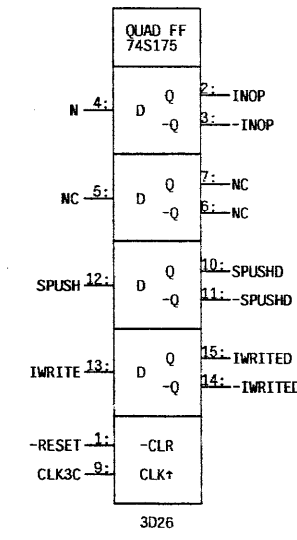 QUAD FF
74S175
N 4: D Q 2: INOP
-Q 3: -INOP
NC 5: D Q 7: NC
-Q 6: NC
SPUSH 12: D Q 10: SPUSHD
-Q 11: -SPUSHD
IWRITE 13: D Q 15: IWRITED
-Q 14: -IWRITED
-RESET 1: -CLR
CLK3C 9: CLK↑
3D26